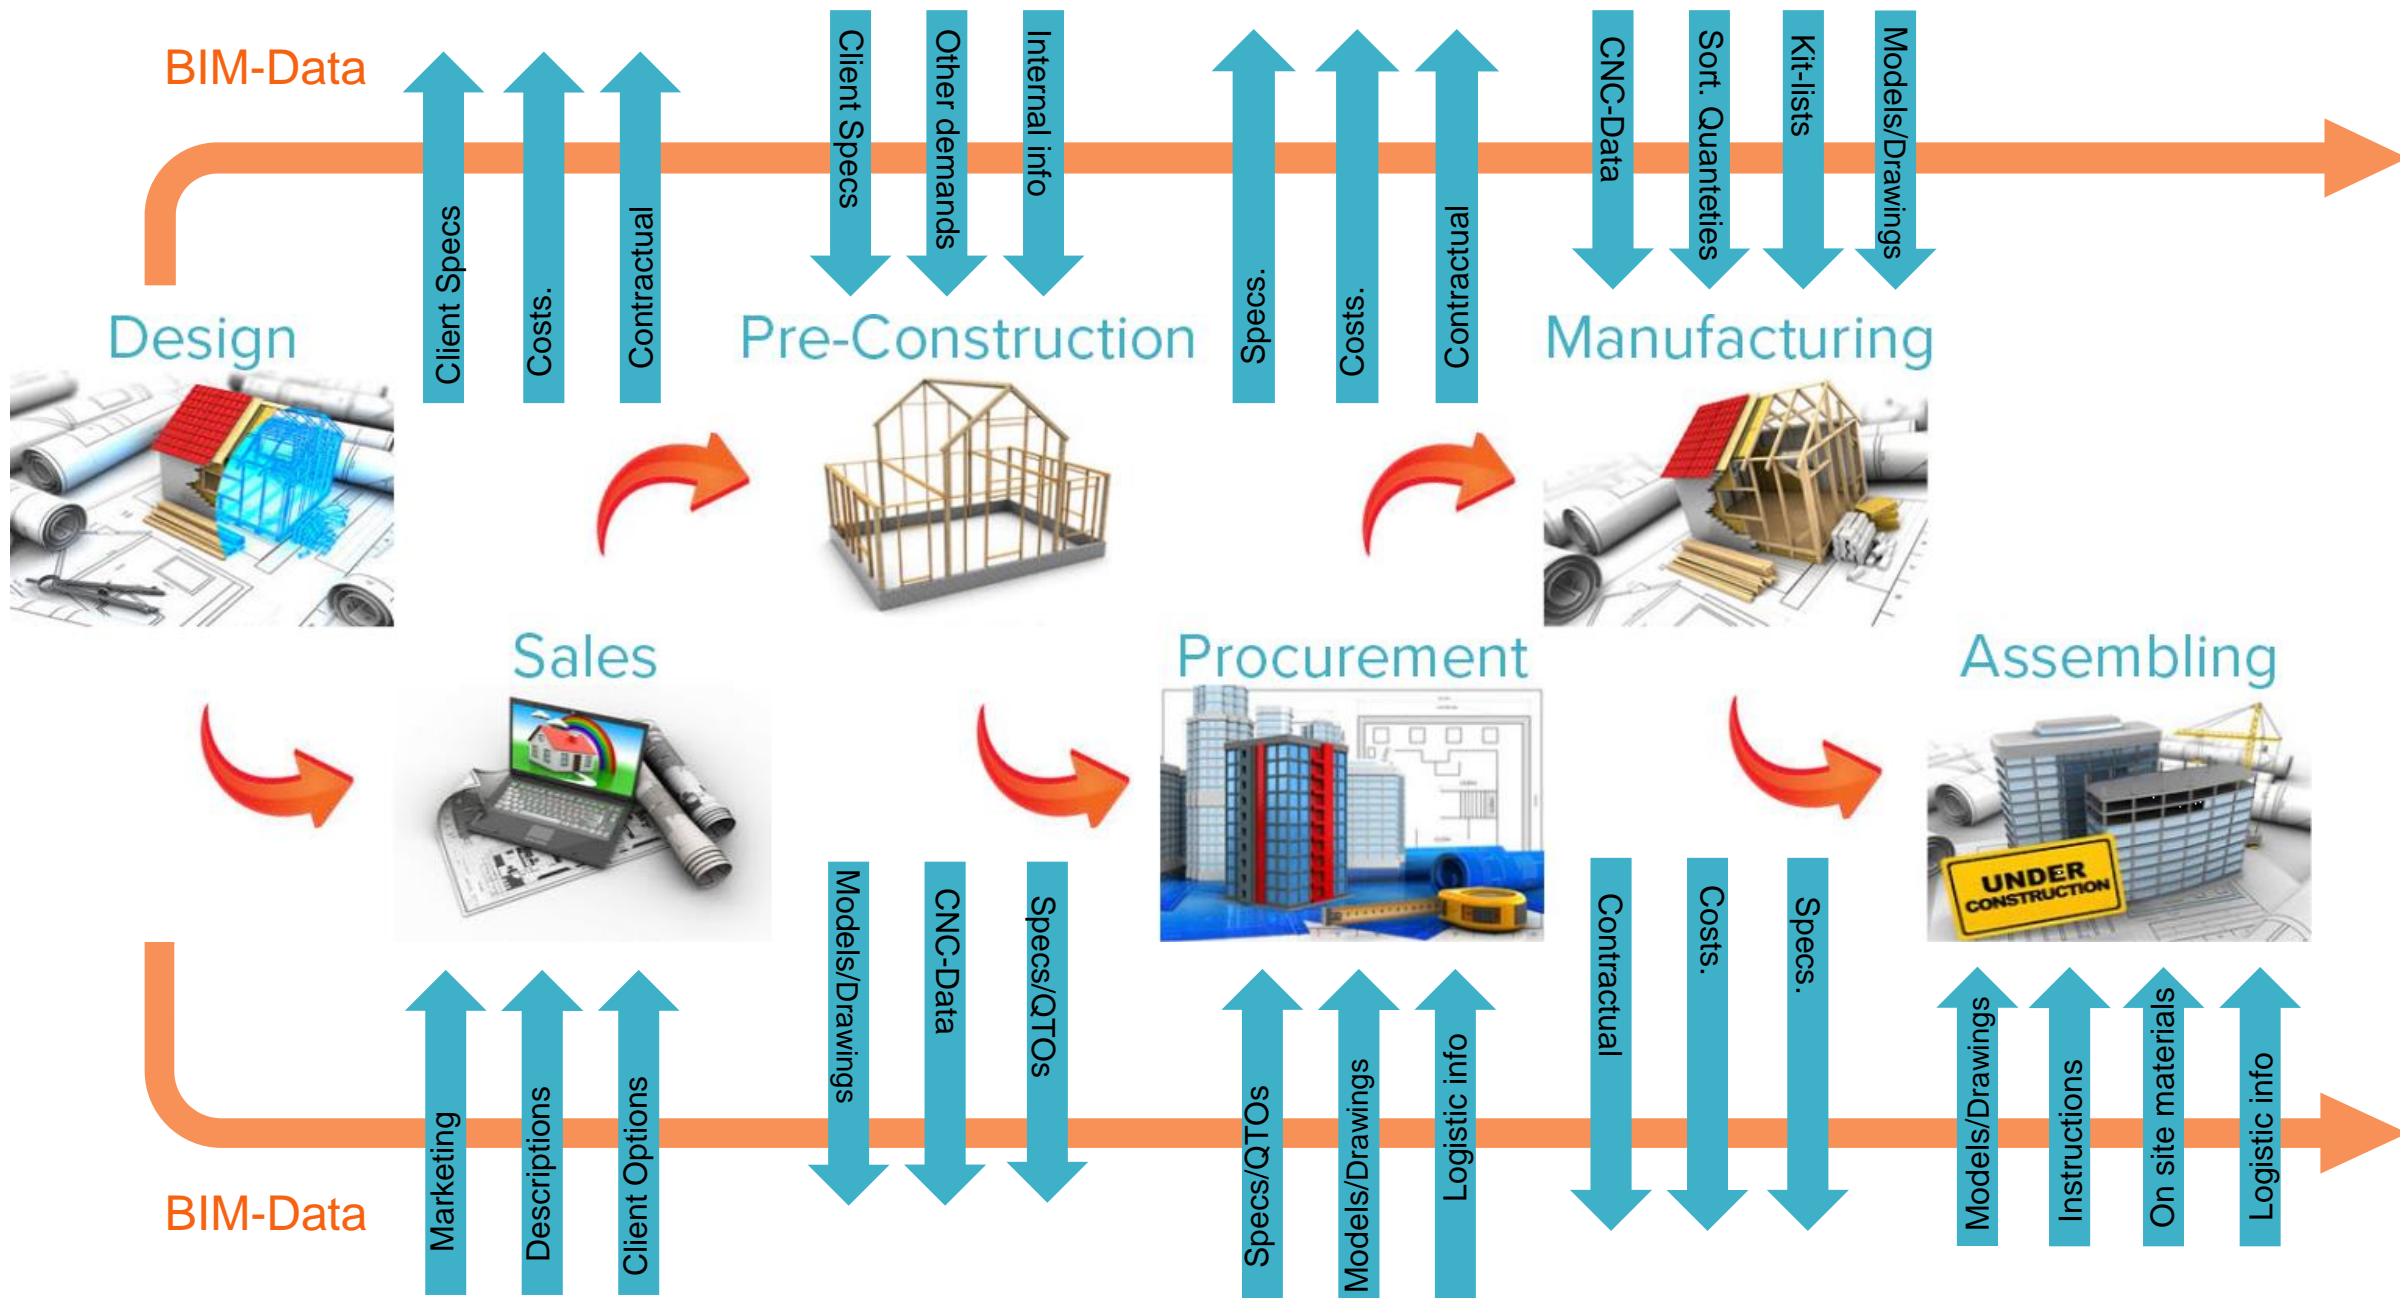 BIM-Data
Client Specs
Costs.
Contractual
Client Specs
Other demands
Internal info
Specs.
Costs.
Contractual
CNC-Data
Sort. Quanteties
Kit-lists
Models/Drawings
Design
Pre-Construction
Manufacturing
Sales
Procurement
Assembling
UNDER
CONSTRUCTION
Marketing
Descriptions
Client Options
Models/Drawings
CNC-Data
Specs/QTOs
Specs/QTOs
Models/Drawings
Logistic info
Contractual
Costs.
Specs.
Models/Drawings
Instructions
On site materials
Logistic info
BIM-Data